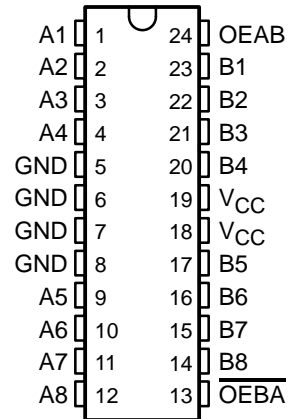 A1 1 24 OEAB
A2 2 23 B1
A3 3 22 B2
A4 4 21 B3
GND 5 20 B4
GND 6 19 VCC
GND 7 18 VCC
GND 8 17 B5
A5 9 16 B6
A6 10 15 B7
A7 11 14 B8
A8 12 13 O̅E̅B̅A̅